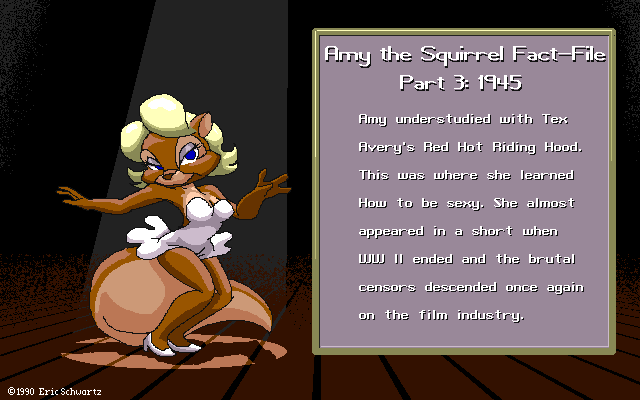 Amy the Squirrel Fact-File
Part 3: 1945
Amy understudied with Tex
Avery's Red Hot Riding Hood.
This was where she learned
How to be sexy. She almost
appeared in a short when
WW II ended and the brutal
censors descended once again
on the film industry.
©1990 Eric Schwartz